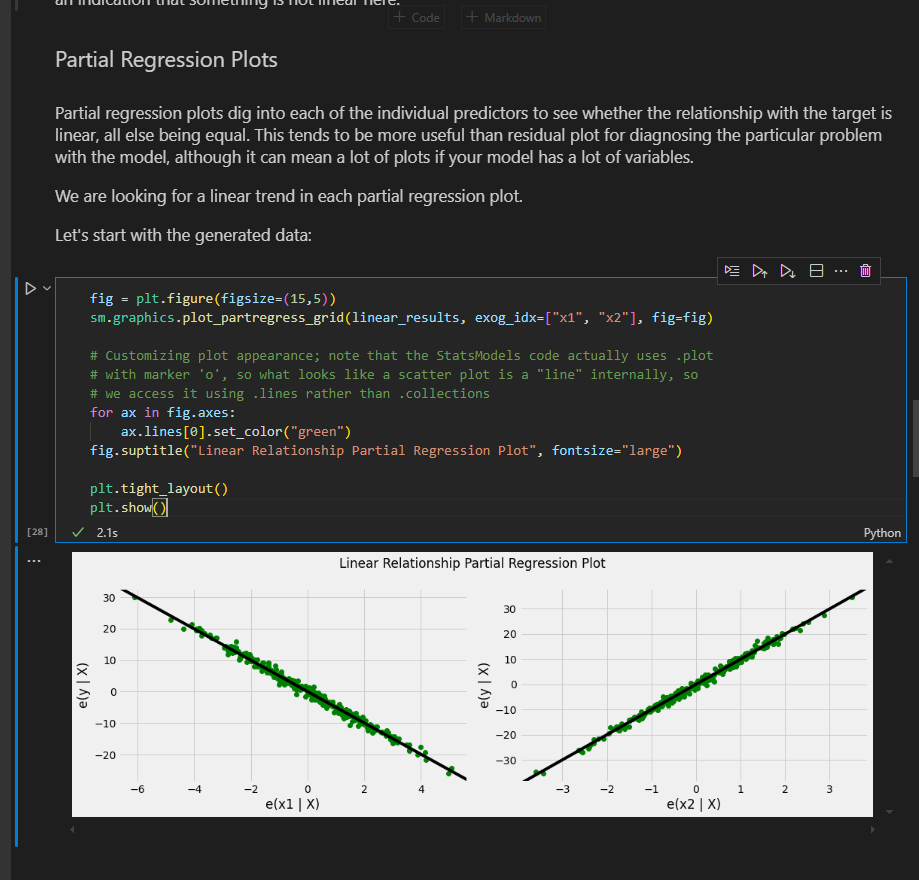 an indication that something is not linear here.
+ Code + Markdown
Partial Regression Plots
Partial regression plots dig into each of the individual predictors to see whether the relationship with the target is
linear, all else being equal. This tends to be more useful than residual plot for diagnosing the particular problem
with the model, although it can mean a lot of plots if your model has a lot of variables.
We are looking for a linear trend in each partial regression plot.
Let's start with the generated data:
fig = plt.figure(figsize=(15,5))
sm.graphics.plot_partregress_grid(linear_results, exog_idx=["x1", "x2"], fig=fig)
# Customizing plot appearance; note that the StatsModels code actually uses .plot
# with marker 'o', so what looks like a scatter plot is a "line" internally, so
# we access it using .lines rather than .collections
for ax in fig.axes:
    ax.lines[0].set_color("green")
fig.suptitle("Linear Relationship Partial Regression Plot", fontsize="large")
plt.tight_layout()
plt.show()
[28] 2.1s Python
Linear Relationship Partial Regression Plot
30
20
10
0
−10
−20
e(y | X)
−6 −4 −2 0 2 4
e(x1 | X)
30
20
10
0
−10
−20
−30
e(y | X)
−3 −2 −1 0 1 2 3
e(x2 | X)